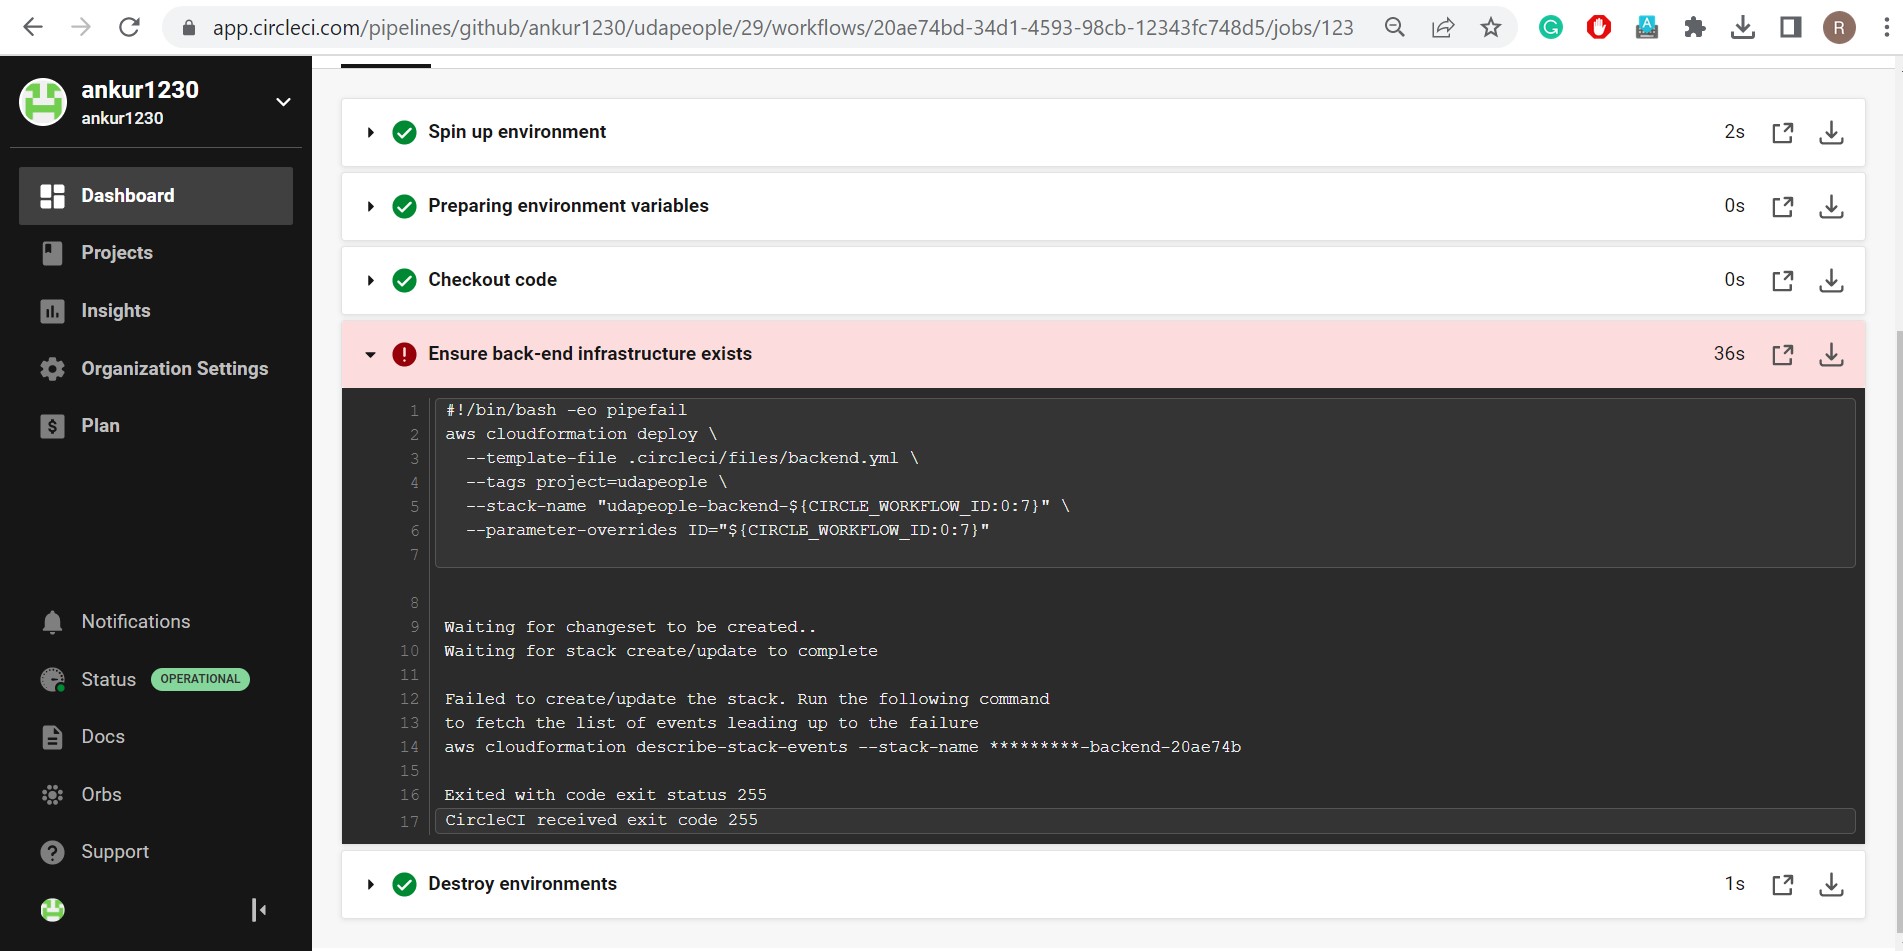 app.circleci.com/pipelines/github/ankur1230/udapeople/29/workflows/20ae74bd-34d1-4593-98cb-12343fc748d5/jobs/123
G
A
R
ankur1230
ankur1230
Dashboard
Projects
Insights
Organization Settings
$ Plan
Notifications
Status OPERATIONAL
Docs
Orbs
? Support
Spin up environment 2s
Preparing environment variables 0s
Checkout code 0s
! Ensure back-end infrastructure exists 36s
1 #!/bin/bash -eo pipefail
2 aws cloudformation deploy \
3 --template-file .circleci/files/backend.yml \
4 --tags project=udapeople \
5 --stack-name "udapeople-backend-${CIRCLE_WORKFLOW_ID:0:7}" \
6 --parameter-overrides ID="${CIRCLE_WORKFLOW_ID:0:7}"
7
8
9 Waiting for changeset to be created..
10 Waiting for stack create/update to complete
11
12 Failed to create/update the stack. Run the following command
13 to fetch the list of events leading up to the failure
14 aws cloudformation describe-stack-events --stack-name *********-backend-20ae74b
15
16 Exited with code exit status 255
17 CircleCI received exit code 255
Destroy environments 1s